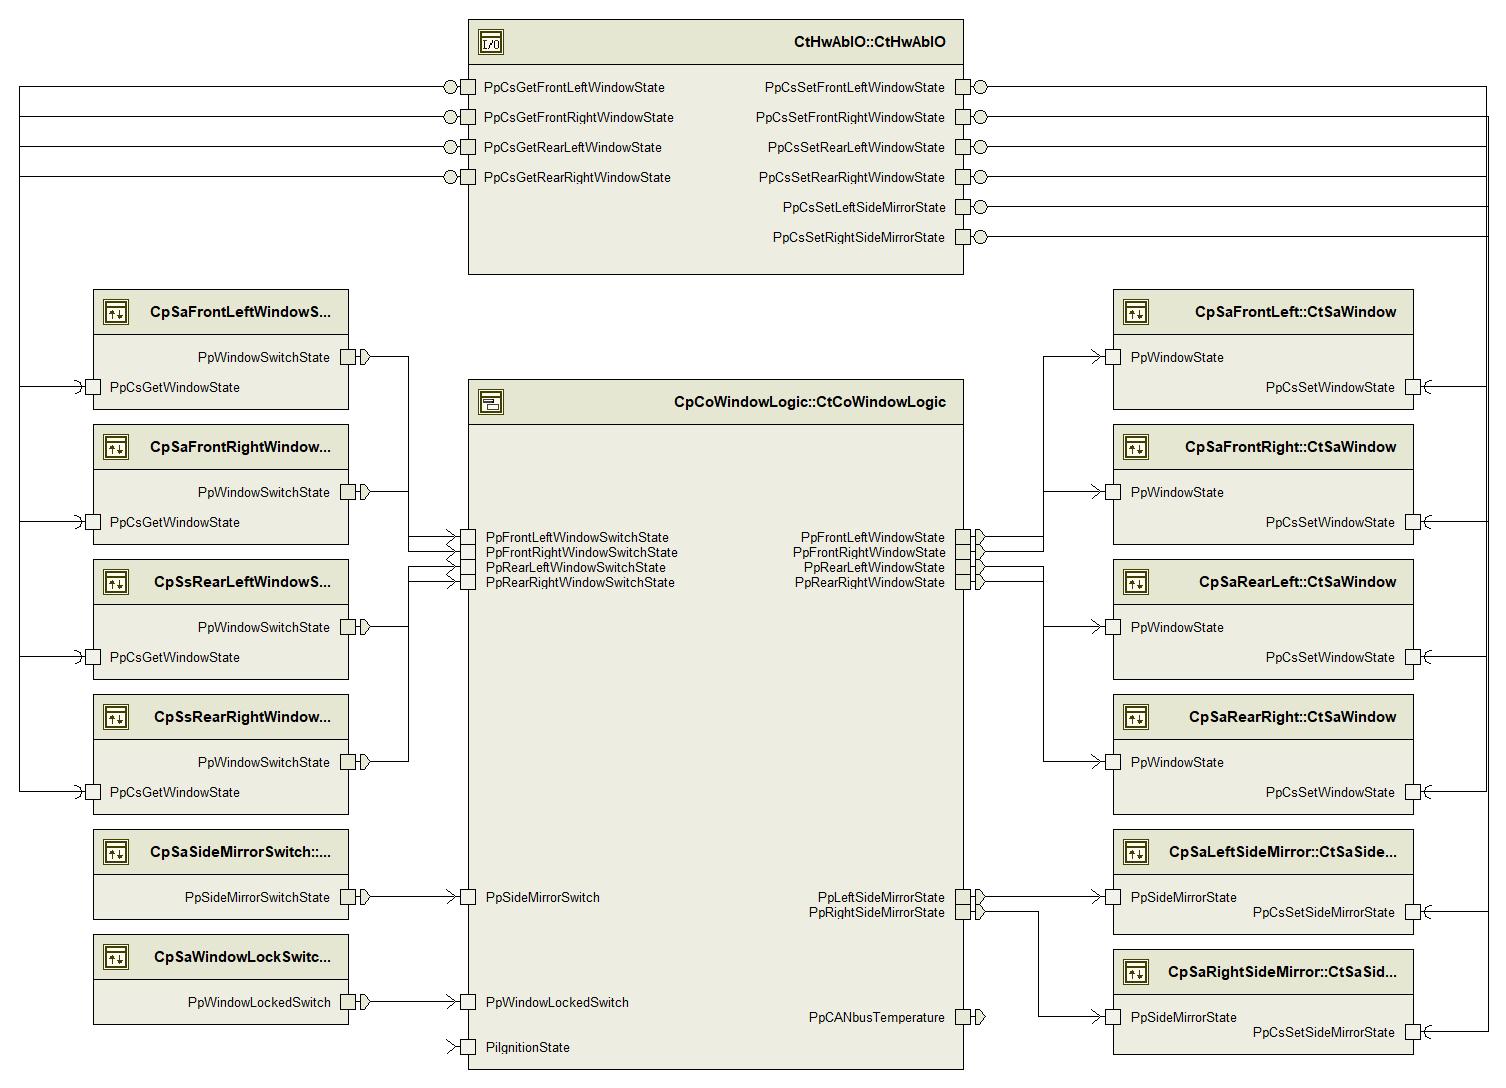 I/O
CtHwAbIO::CtHwAbIO
PpCsGetFrontLeftWindowState
PpCsSetFrontLeftWindowState
PpCsGetFrontRightWindowState
PpCsSetFrontRightWindowState
PpCsGetRearLeftWindowState
PpCsSetRearLeftWindowState
PpCsGetRearRightWindowState
PpCsSetRearRightWindowState
PpCsSetLeftSideMirrorState
PpCsSetRightSideMirrorState
CpSaFrontLeftWindowS...
PpWindowSwitchState
PpCsGetWindowState
CpSaFrontRightWindow...
PpWindowSwitchState
PpCsGetWindowState
CpSsRearLeftWindowS...
PpWindowSwitchState
PpCsGetWindowState
CpSsRearRightWindow...
PpWindowSwitchState
PpCsGetWindowState
CpSaSideMirrorSwitch::...
PpSideMirrorSwitchState
CpSaWindowLockSwitc...
PpWindowLockedSwitch
CpCoWindowLogic::CtCoWindowLogic
PpFrontLeftWindowSwitchState
PpFrontLeftWindowState
PpFrontRightWindowSwitchState
PpFrontRightWindowState
PpRearLeftWindowSwitchState
PpRearLeftWindowState
PpRearRightWindowSwitchState
PpRearRightWindowState
PpSideMirrorSwitch
PpLeftSideMirrorState
PpRightSideMirrorState
PpWindowLockedSwitch
PpCANbusTemperature
PiIgnitionState
CpSaFrontLeft::CtSaWindow
PpWindowState
PpCsSetWindowState
CpSaFrontRight::CtSaWindow
PpWindowState
PpCsSetWindowState
CpSaRearLeft::CtSaWindow
PpWindowState
PpCsSetWindowState
CpSaRearRight::CtSaWindow
PpWindowState
PpCsSetWindowState
CpSaLeftSideMirror::CtSaSide...
PpSideMirrorState
PpCsSetSideMirrorState
CpSaRightSideMirror::CtSaSid...
PpSideMirrorState
PpCsSetSideMirrorState